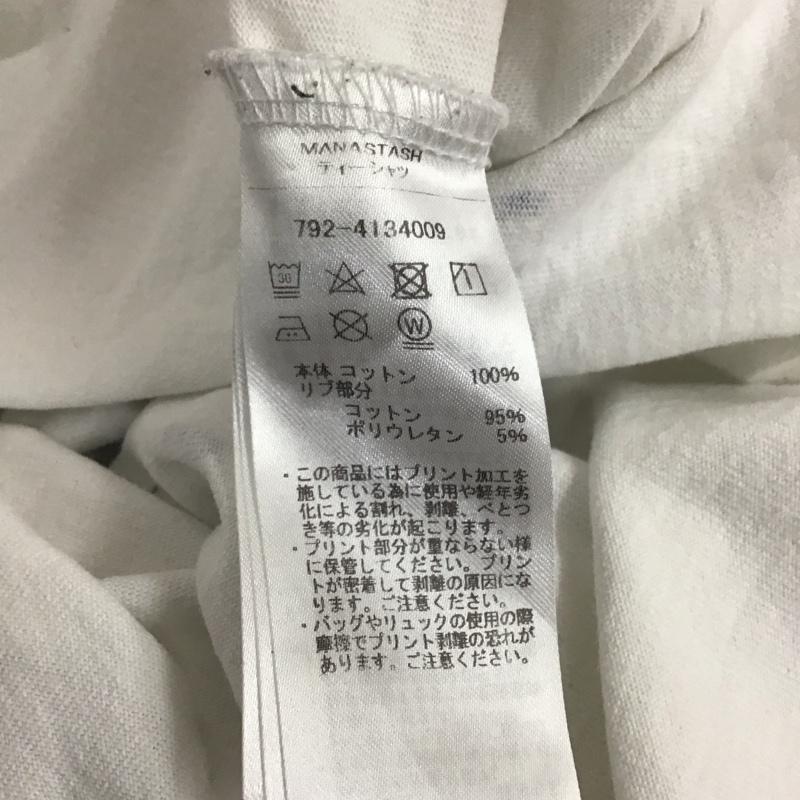 MANASTASH
ティーシャツ
792-4134009
30
W
本体 コットン 100%
リブ部分
コットン 95%
ポリウレタン 5%
・この商品にはプリント加工を
施している為に使用や経年劣
化による割れ、剥離、べとつ
き等の劣化が起こります。
・プリント部分が重ならない様
に保管してください。プリン
トが密着して剥離の原因にな
ります。ご注意ください。
・バッグやリュックの使用の際
摩擦でプリント剥離の恐れが
あります。ご注意ください。